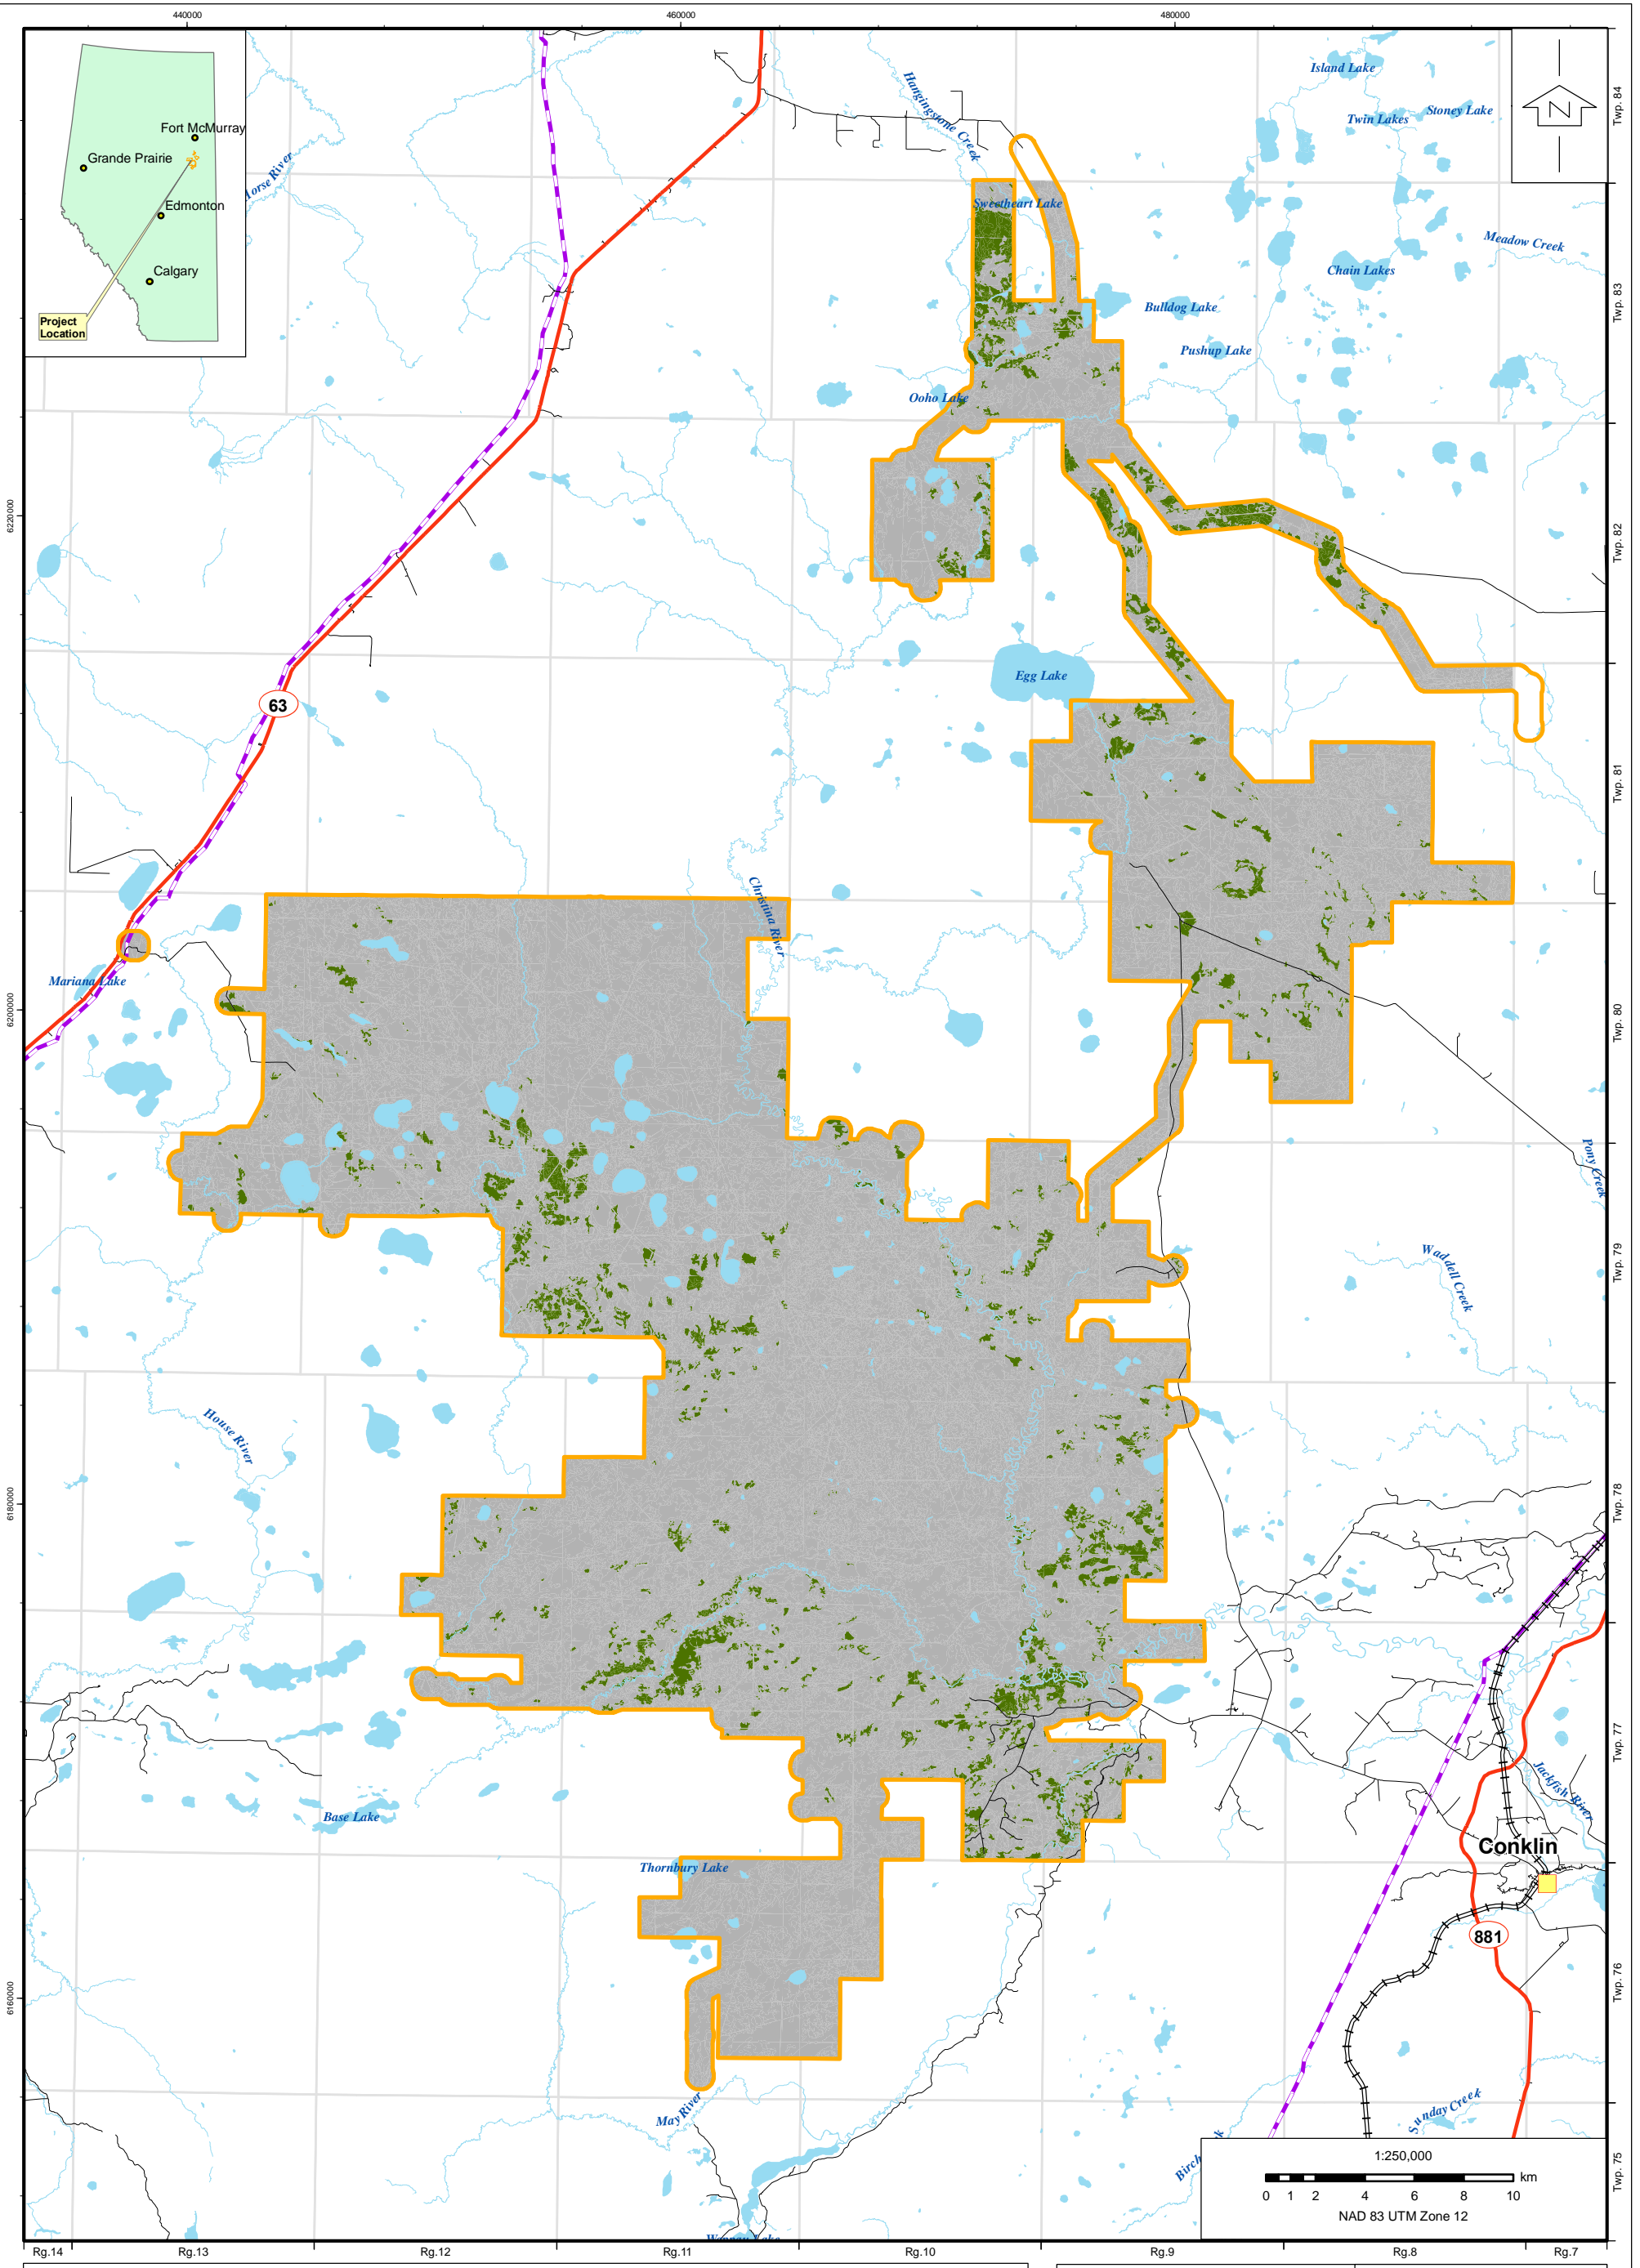 440000
460000
480000
Fort McMurray
Grande Prairie
Edmonton
Calgary
Project
Location
Horse River
Hangingstone Creek
Island Lake
Twin Lakes
Stoney Lake
N
Twp. 84
Sweetheart Lake
Meadow Creek
Chain Lakes
Bulldog Lake
Pushup Lake
Twp. 83
Ooho Lake
6220000
Twp. 82
Egg Lake
63
Twp. 81
Christina River
Mariana Lake
6200000
Twp. 80
Pony Creek
Waddell Creek
Twp. 79
House River
6180000
Twp. 78
Twp. 77
Jackfish River
Base Lake
Conklin
Thornbury Lake
881
6160000
Twp. 76
May River
Sunday Creek
Birch
1:250,000
km
0 1 2 4 6 8 10
NAD 83 UTM Zone 12
Twp. 75
Rg.14
Rg.13
Rg.12
Rg.11
Rg.10
Rg.9
Rg.8
Rg.7